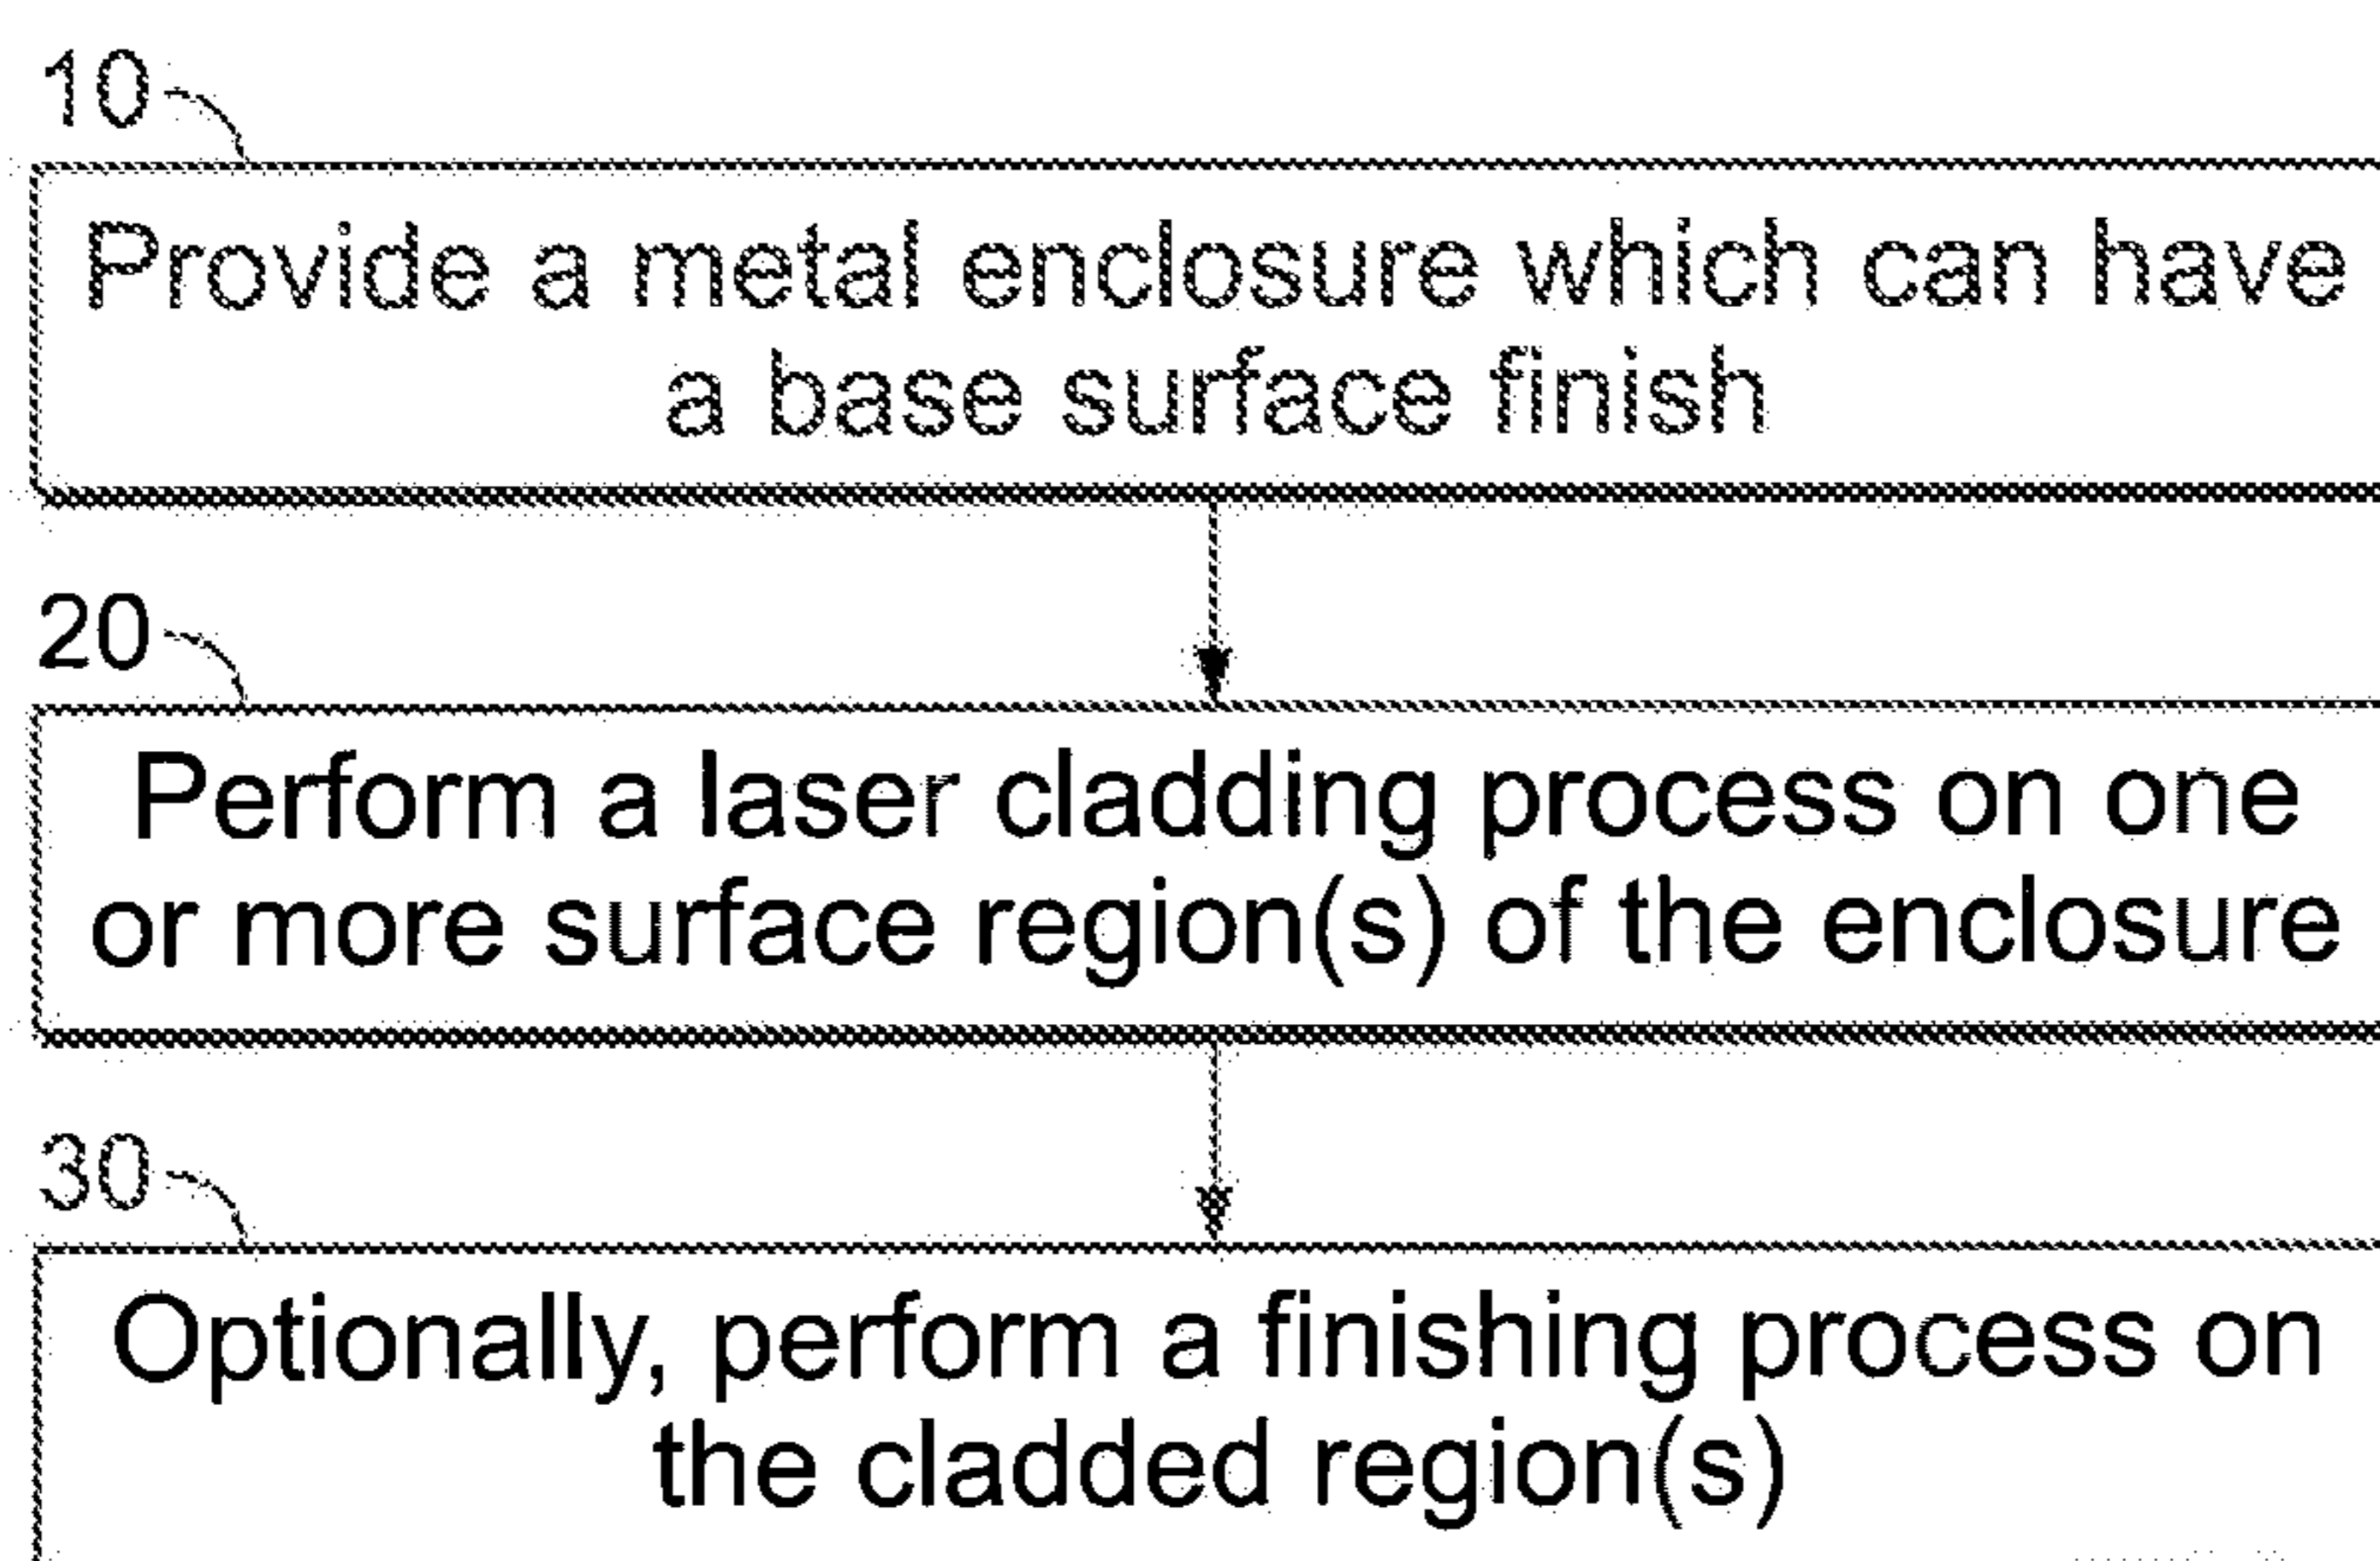 10
Provide a metal enclosure which can have
a base surface finish
20
Perform a laser cladding process on one
or more surface region(s) of the enclosure
30
Optionally, perform a finishing process on
the cladded region(s)